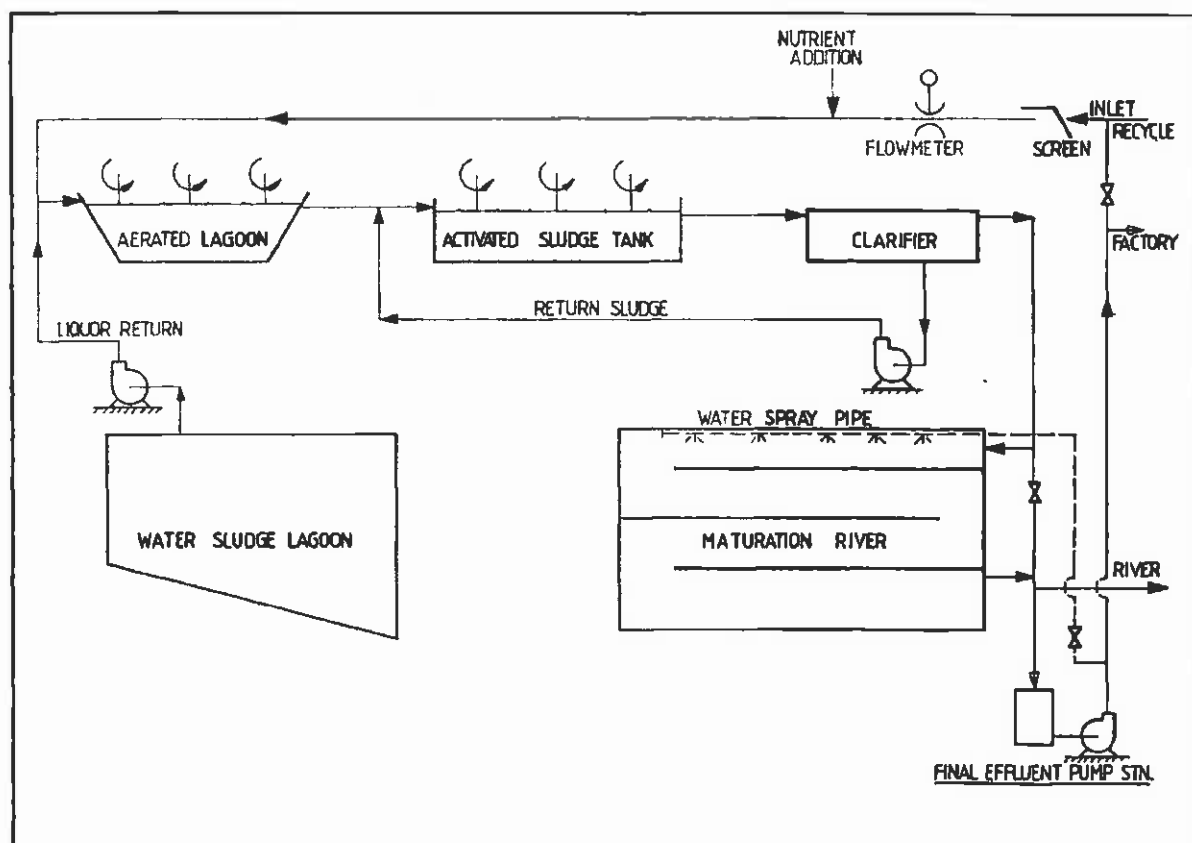 NUTRIENT
ADDITION
INLET
RECYCLE
FLOWMETER
SCREEN
AERATED LAGOON
ACTIVATED SLUDGE TANK
CLARIFIER
FACTORY
RETURN SLUDGE
LIQUOR RETURN
WATER SPRAY PIPE
WATER SLUDGE LAGOON
MATURATION RIVER
RIVER
FINAL EFFLUENT PUMP STN.